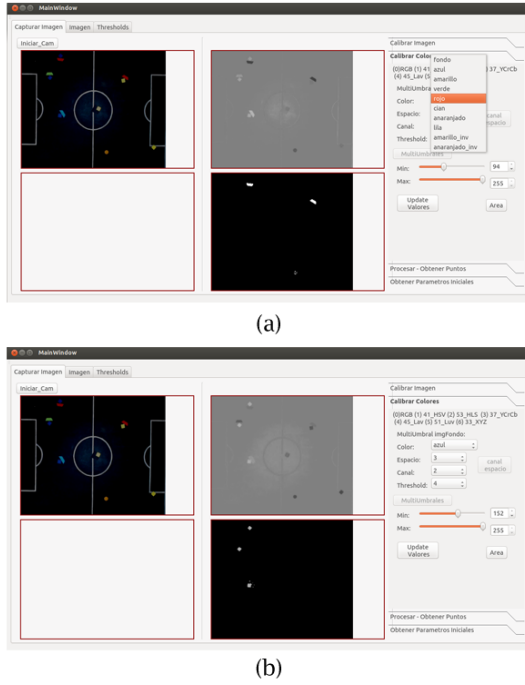 MainWindow
Capturar Imagen Imagen Thresholds
Iniciar_Cam
Calibrar Imagen
Calibrar Colores
(0)RGB (1) 41 37_YCrCb
(4) 45_Lav (5)
MultiUmbral
Color:
Espacio:
Canal:
Threshold:
fondo
azul
amarillo
verde
rojo
cian
anaranjado
lila
amarillo_inv
anaranjado_inv
canal
espacio
MultiUmbrales
Min: 94
Max: 255
Update
Valores
Area
Procesar - Obtener Puntos
Obtener Parametros Iniciales
(a)
MainWindow
Capturar Imagen Imagen Thresholds
Iniciar_Cam
Calibrar Imagen
Calibrar Colores
(0)RGB (1) 41_HSV (2) 53_HLS (3) 37_YCrCb
(4) 45_Lav (5) 51_Luv (6) 33_XYZ
MultiUmbral imgFondo:
Color: azul
Espacio: 3
Canal: 2
Threshold: 4
canal
espacio
MultiUmbrales
Min: 152
Max: 255
Update
Valores
Area
Procesar - Obtener Puntos
Obtener Parametros Iniciales
(b)